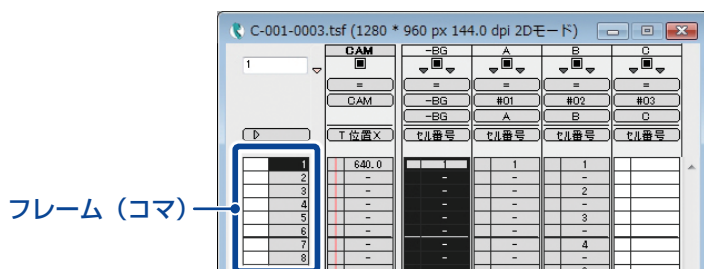 C-001-0003.tsf (1280 * 960 px 144.0 dpi 2Dモード)
CAM -BG A B C
1
= = = = =
CAM -BG #01 #02 #03
-BG A B C
T 位置X セル番号 セル番号 セル番号 セル番号
1 640.0 1 1 1
2 - - - -
3 - - - 2
4 - - - -
5 - - - 3
6 - - - -
7 - - - 4
8 - - - -
フレーム（コマ）